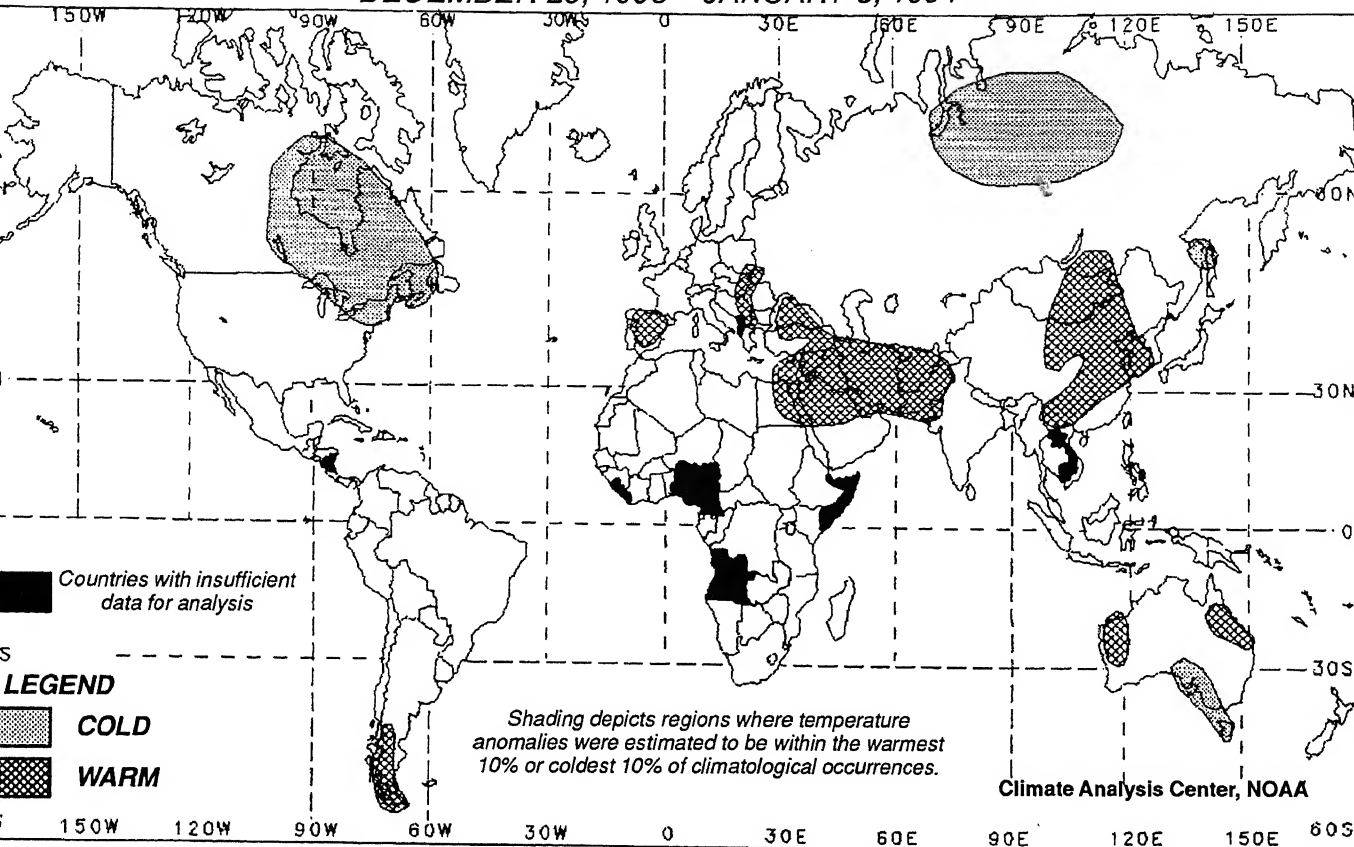 150W 120W 90W 60W 30W 0 30E 60E 90E 120E 150E
60N
30N
0
Countries with insufficient
data for analysis
S
30S
LEGEND
COLD
WARM
Shading depicts regions where temperature
anomalies were estimated to be within the warmest
10% or coldest 10% of climatological occurrences.
Climate Analysis Center, NOAA
150W 120W 90W 60W 30W 0 30E 60E 90E 120E 150E 60S